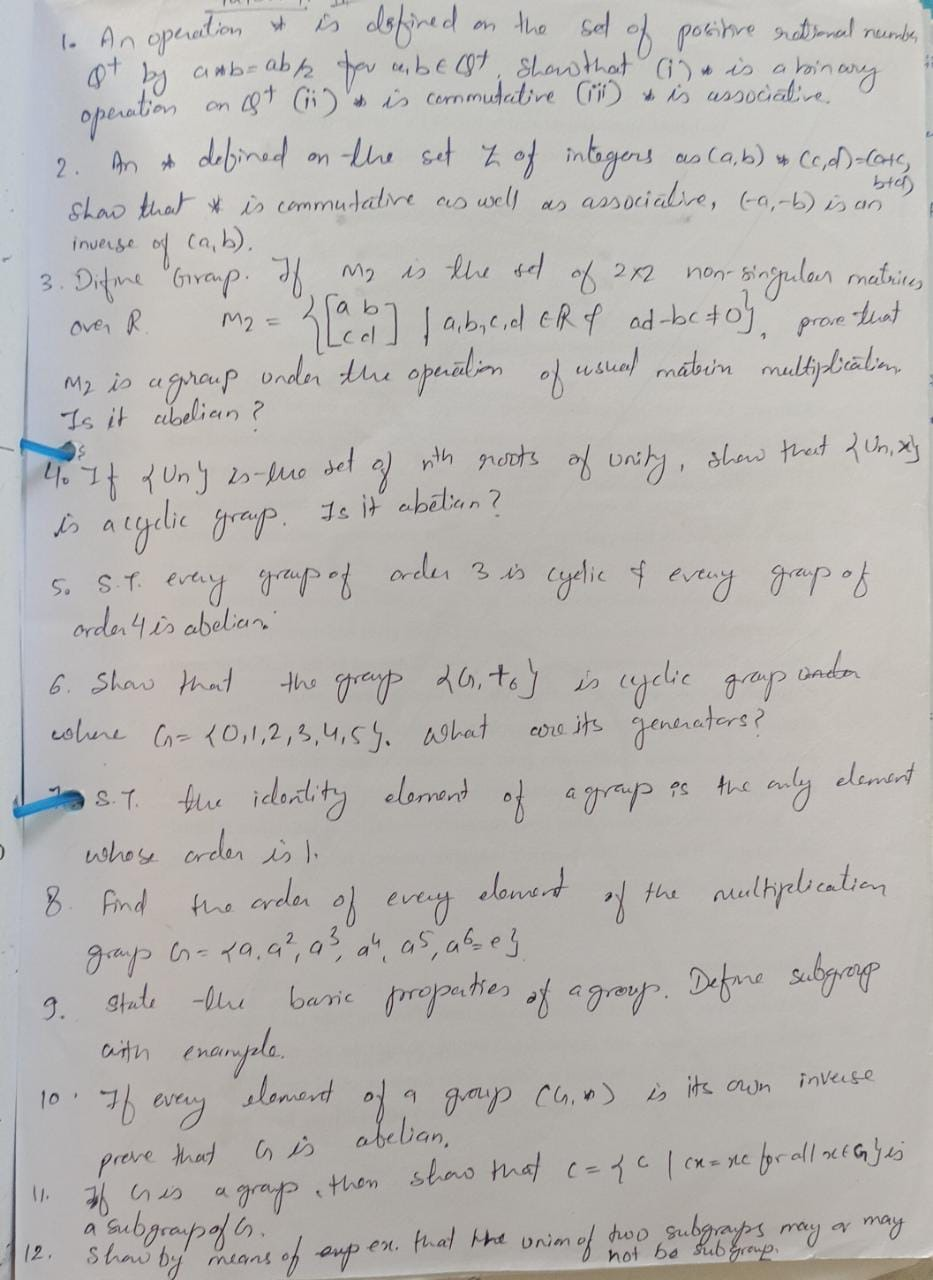 1. An operation * is defined on the set of positive rational number
Q+ by a*b=ab/2 for a,b∈Q+. Show that (i) * is a binary
operation on Q+ (ii) * is commutative (iii) * is associative.
2. An * defined on the set Z of integers as (a,b) * (c,d)=(a+c,
b+d)
show that * is commutative as well as associative, (-a,-b) is an
inverse of (a,b).
3. Difine Group. If M2 is the set of 2x2 non-singular matrices
over R. M2 = {[a b
c d] | a,b,c,d ∈R & ad-bc≠0}, prove that
M2 is a group under the operation of usual matrix multiplication.
Is it abelian?
4. If {Un} is the set of nth roots of unity, show that {Un, x}
is a cyclic group. Is it abelian?
5. S.T. every group of order 3 is cyclic & every group of
order 4 is abelian.
6. Show that the group {G, +6} is cyclic group
where G= {0,1,2,3,4,5}. What are its generators?
S.T. the identity element of a group is the only element
whose order is 1.
8. Find the order of every element of the multiplication
group G= {a, a², a³, a⁴, a⁵, a⁶=e}
9. State the basic properties of a group. Define subgroup
with example.
10. If every element of a group (G, *) is its own inverse
prove that G is abelian.
11. If G is a group, then show that C = { c | cx=xc for all x∈G} is
a subgroup of G.
12. Show by means of ex. that the union of two subgroups may or may
not be subgroup.